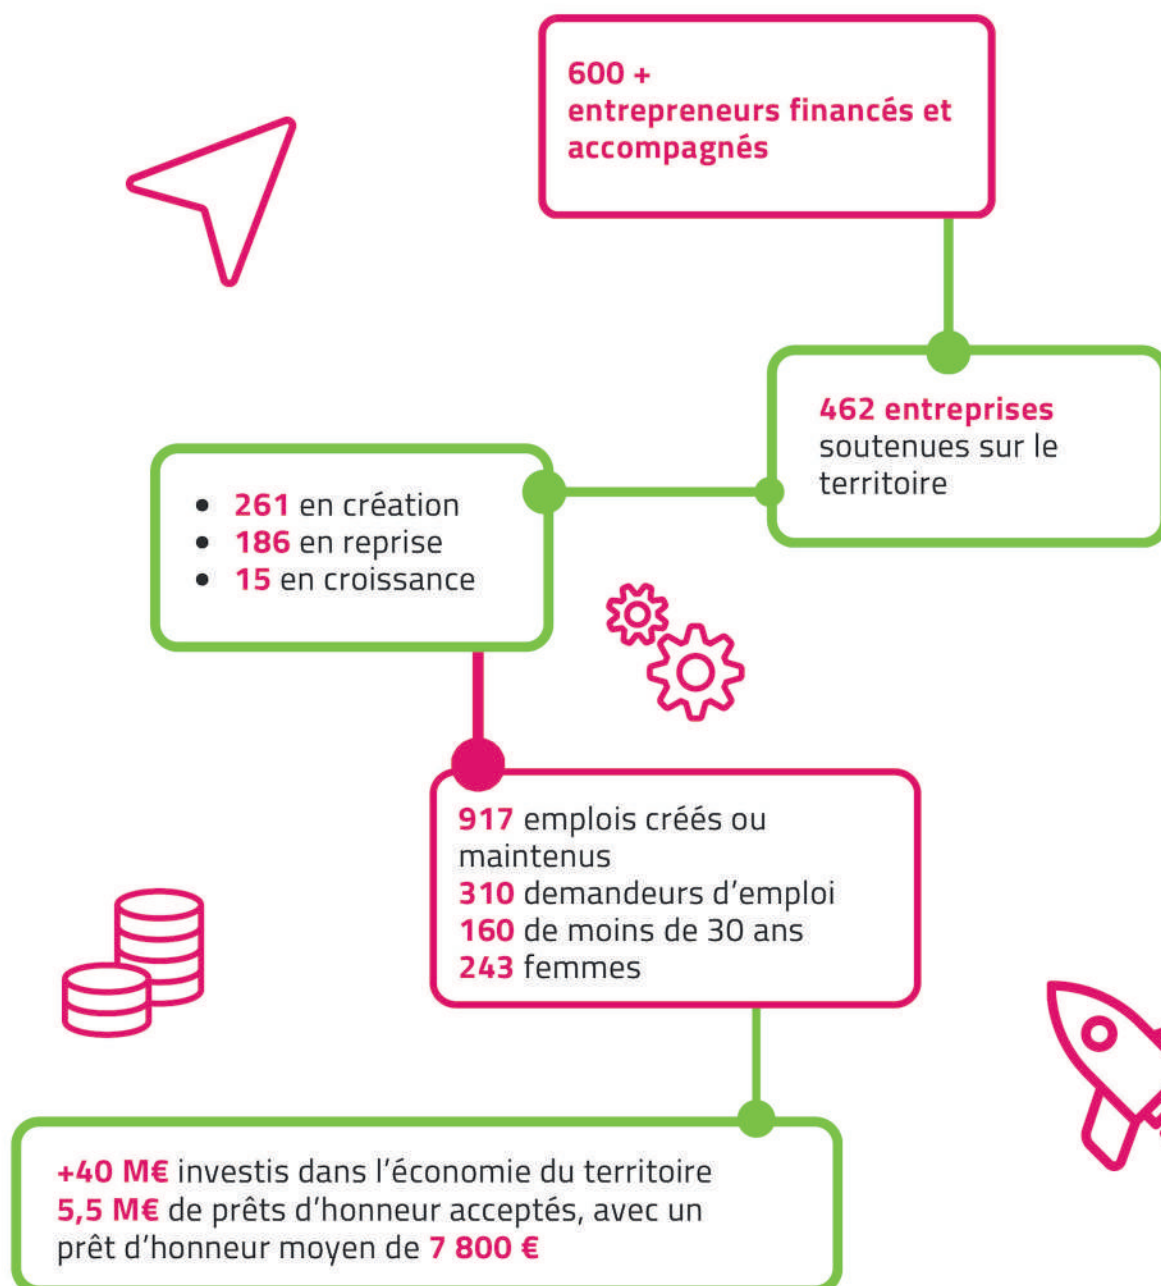 600 +
entrepreneurs financés et
accompagnés
462 entreprises
soutenues sur le
territoire
• 261 en création
• 186 en reprise
• 15 en croissance
917 emplois créés ou
maintenus
310 demandeurs d’emploi
160 de moins de 30 ans
243 femmes
+40 M€ investis dans l’économie du territoire
5,5 M€ de prêts d’honneur acceptés, avec un
prêt d’honneur moyen de 7 800 €